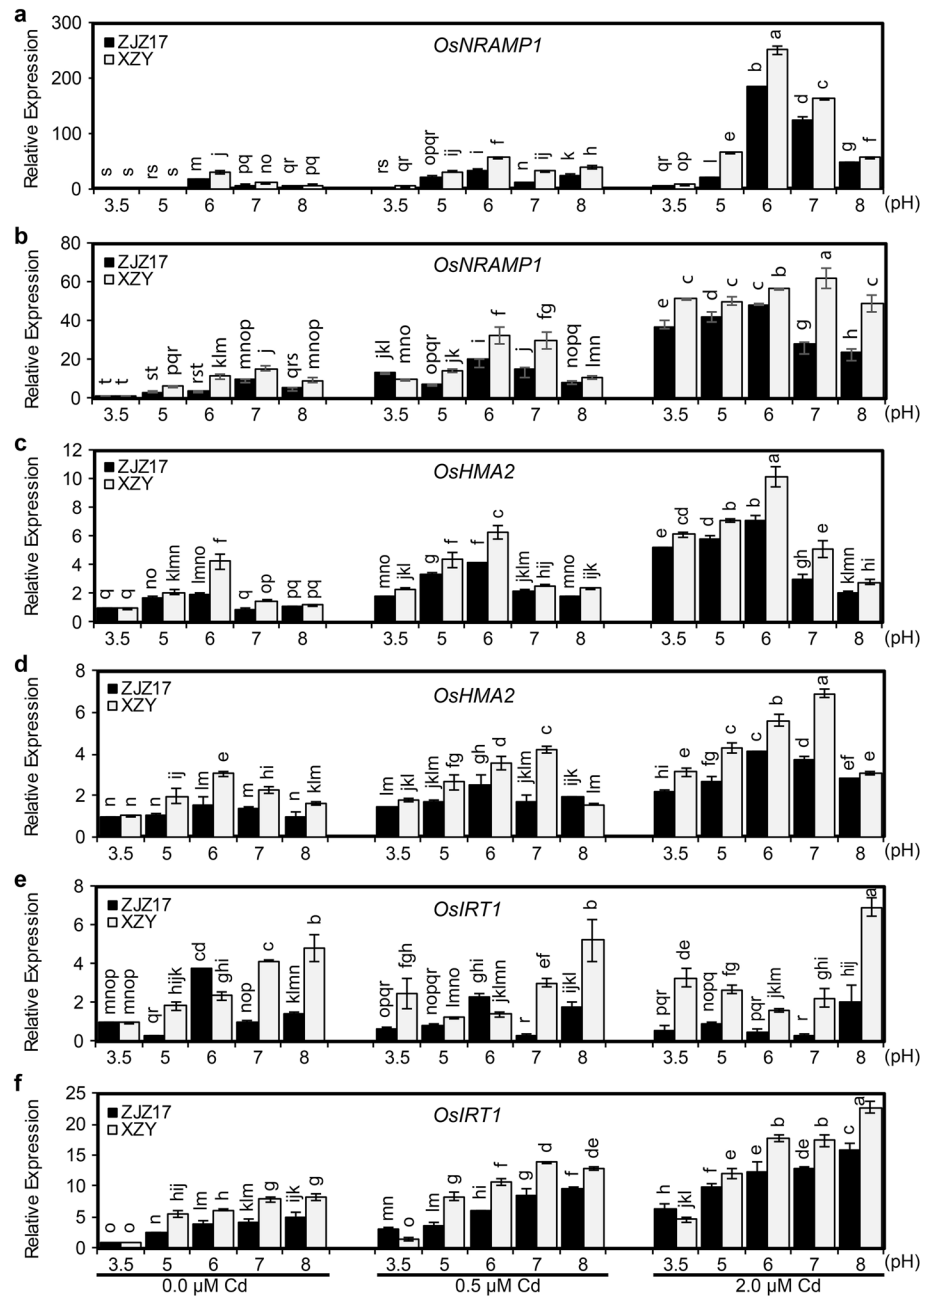 a
300
200
100
0
Relative Expression
ZJZ17
XZY
OsNRAMP1
s s rs s m j pq no qr pq
rs qr opqr ij i f n ij k h
qr op l e b a d c g f
3.5 5 6 7 8 3.5 5 6 7 8 3.5 5 6 7 8 (pH)
b
80
60
40
20
0
Relative Expression
ZJZ17
XZY
OsNRAMP1
t t st pqr rst klm mnop j qrs mnop
jkl mno opqr jk i f j fg nopq lmn
e c d c c b g a h c
3.5 5 6 7 8 3.5 5 6 7 8 3.5 5 6 7 8 (pH)
c
12
10
8
6
4
2
0
Relative Expression
ZJZ17
XZY
OsHMA2
q q no klmn lmno f q op pq pq
mno jkl g f f c jklm hij mno ijk
e cd d b b a gh e klmn hi
3.5 5 6 7 8 3.5 5 6 7 8 3.5 5 6 7 8 (pH)
d
8
6
4
2
0
Relative Expression
ZJZ17
XZY
OsHMA2
n n n ij lm e m hi n klm
lm jkl jklm fg gh d jklm c ijk lm
hi e fg c c b d a ef e
3.5 5 6 7 8 3.5 5 6 7 8 3.5 5 6 7 8 (pH)
e
8
6
4
2
0
Relative Expression
ZJZ17
XZY
OsIRT1
mnop mnop qr hijk cd ghi nop c klmn b
opqr fgh nopqr lmno ghi jklmn r ef ijkl b
pqr de nopq fg pqr jklm r ghi hij a
3.5 5 6 7 8 3.5 5 6 7 8 3.5 5 6 7 8 (pH)
f
25
20
15
10
5
0
Relative Expression
ZJZ17
XZY
OsIRT1
o o n hij lm h klm g ijk g
mn o lm g hi f g d f de
h jkl f e e b de b c a
3.5 5 6 7 8 3.5 5 6 7 8 3.5 5 6 7 8 (pH)
0.0 µM Cd 0.5 µM Cd 2.0 µM Cd